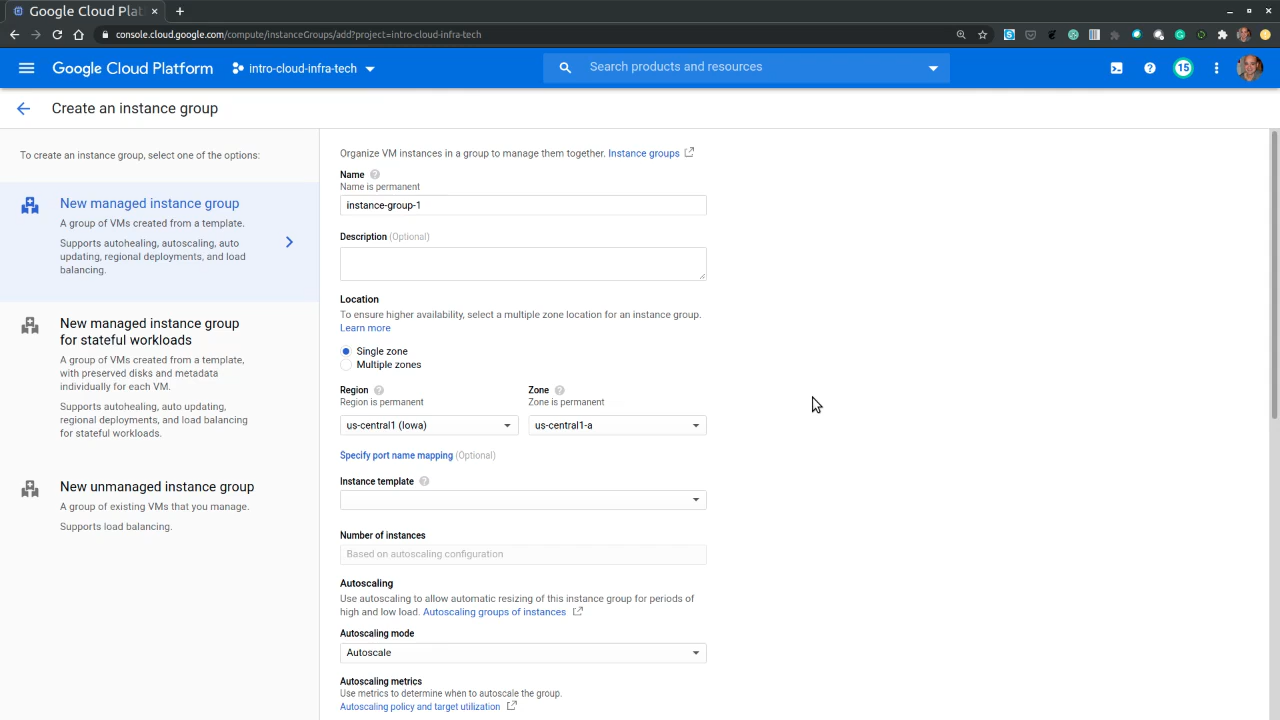 Google Cloud Plat
console.cloud.google.com/compute/instanceGroups/add?project=intro-cloud-infra-tech
Google Cloud Platform
intro-cloud-infra-tech
Search products and resources
15
Create an instance group
To create an instance group, select one of the options:
New managed instance group
A group of VMs created from a template.
Supports autohealing, autoscaling, auto
updating, regional deployments, and load
balancing.
New managed instance group
for stateful workloads
A group of VMs created from a template,
with preserved disks and metadata
individually for each VM.
Supports autohealing, auto updating,
regional deployments, and load balancing
for stateful workloads.
New unmanaged instance group
A group of existing VMs that you manage.
Supports load balancing.
Organize VM instances in a group to manage them together. Instance groups
Name
Name is permanent
instance-group-1
Description (Optional)
Location
To ensure higher availability, select a multiple zone location for an instance group.
Learn more
Single zone
Multiple zones
Region
Zone
Region is permanent
Zone is permanent
us-central1 (Iowa)
us-central1-a
Specify port name mapping (Optional)
Instance template
Number of instances
Based on autoscaling configuration
Autoscaling
Use autoscaling to allow automatic resizing of this instance group for periods of
high and low load. Autoscaling groups of instances
Autoscaling mode
Autoscale
Autoscaling metrics
Use metrics to determine when to autoscale the group.
Autoscaling policy and target utilization